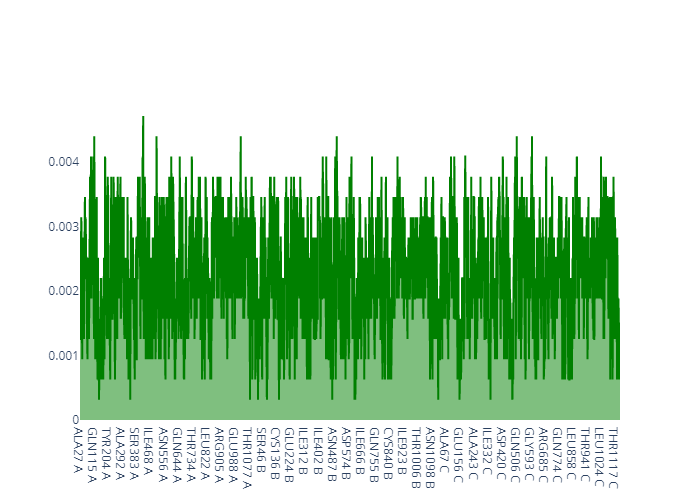 0.004
0.003
0.002
0.001
0
ALA27 A
GLN115 A
TYR204 A
ALA292 A
SER383 A
ILE468 A
ASN556 A
GLN644 A
THR734 A
LEU822 A
ARG905 A
GLU988 A
THR1077 A
SER46 B
CYS136 B
GLU224 B
ILE312 B
ILE402 B
ASN487 B
ASP574 B
ILE666 B
GLN755 B
CYS840 B
ILE923 B
THR1006 B
ASN1098 B
ALA67 C
GLU156 C
ALA243 C
ILE332 C
ASP420 C
GLN506 C
GLY593 C
ARG685 C
GLN774 C
LEU858 C
THR941 C
LEU1024 C
THR1117 C